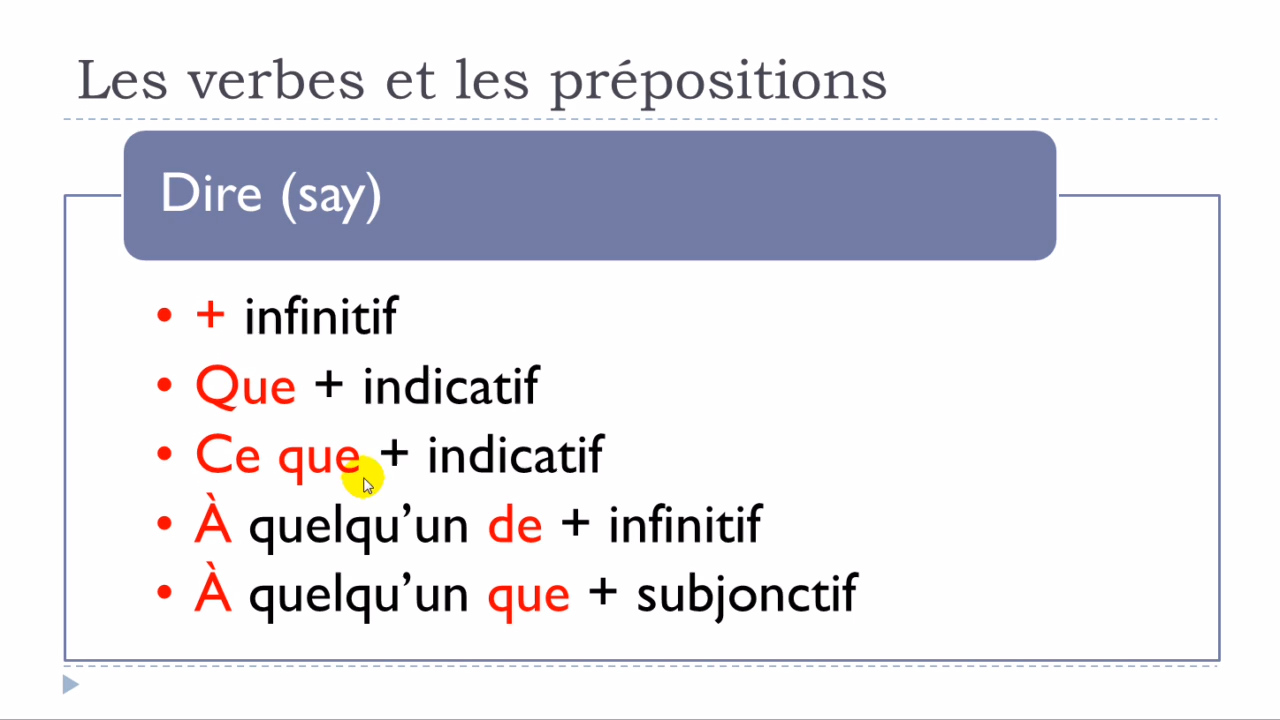 Les verbes et les prépositions
Dire (say)
• + infinitif
• Que + indicatif
• Ce que + indicatif
• À quelqu’un de + infinitif
• À quelqu’un que + subjonctif